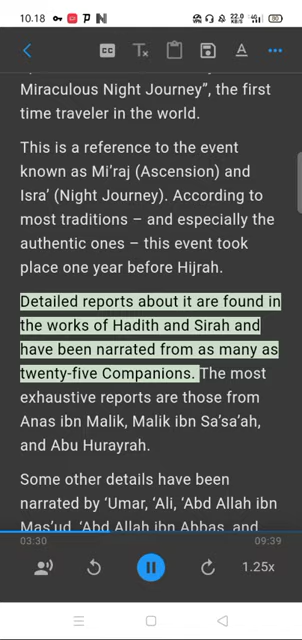 10.18
22.0
KB/S
4G
CC
Miraculous Night Journey”, the first
time traveler in the world.
This is a reference to the event
known as Mi‘raj (Ascension) and
Isra’ (Night Journey). According to
most traditions – and especially the
authentic ones – this event took
place one year before Hijrah.
Detailed reports about it are found in
the works of Hadith and Sirah and
have been narrated from as many as
twenty-five Companions. The most
exhaustive reports are those from
Anas ibn Malik, Malik ibn Sa‘sa‘ah,
and Abu Hurayrah.
Some other details have been
narrated by ‘Umar, ‘Ali, ‘Abd Allah ibn
Mas‘ud, ‘Abd Allah ibn Abbas, and
03:30
09:39
1.25x